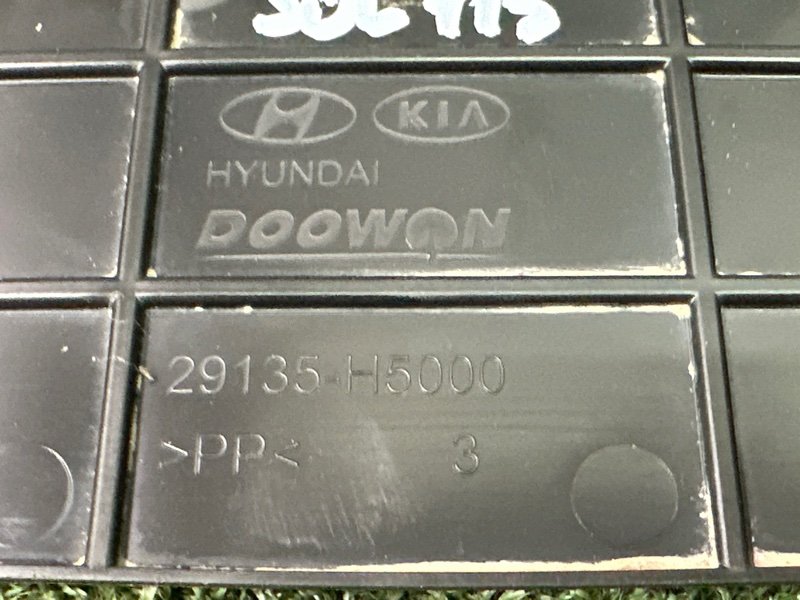 KIA
HYUNDAI
DOOWON
29135-H5000
>PP< 3